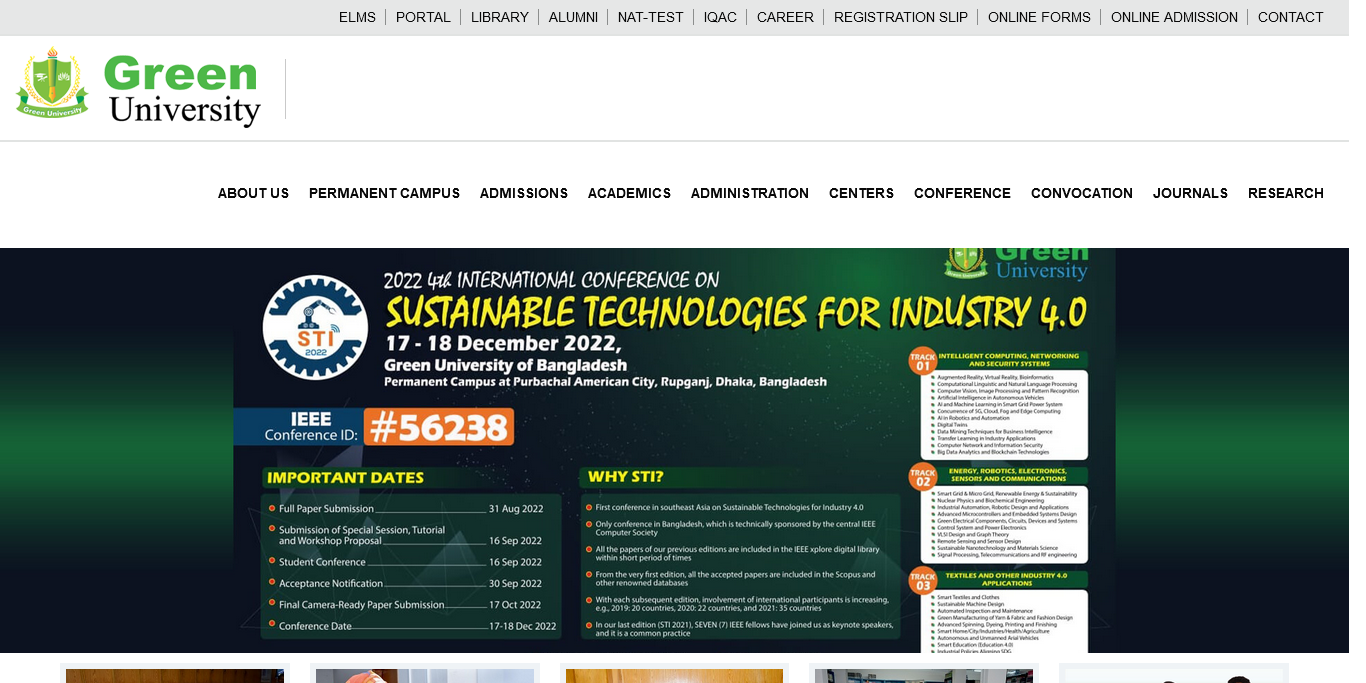 ELMS PORTAL LIBRARY ALUMNI NAT-TEST IQAC CAREER REGISTRATION SLIP ONLINE FORMS ONLINE ADMISSION CONTACT
Green University
Green
University
ABOUT US PERMANENT CAMPUS ADMISSIONS ACADEMICS ADMINISTRATION CENTERS CONFERENCE CONVOCATION JOURNALS RESEARCH
Green
University
2022 4th INTERNATIONAL CONFERENCE ON
SUSTAINABLE TECHNOLOGIES FOR INDUSTRY 4.0
STI
2022
17 - 18 December 2022,
Green University of Bangladesh
Permanent Campus at Purbachal American City, Rupganj, Dhaka, Bangladesh
IEEE
Conference ID:
#56238
IMPORTANT DATES
Full Paper Submission 31 Aug 2022
Submission of Special Session, Tutorial
and Workshop Proposal 16 Sep 2022
Student Conference 16 Sep 2022
Acceptance Notification 30 Sep 2022
Final Camera-Ready Paper Submission 17 Oct 2022
Conference Date 17-18 Dec 2022
WHY STI?
First conference in southeast Asia on Sustainable Technologies for Industry 4.0
Only conference in Bangladesh, which is technically sponsored by the central IEEE
Computer Society
All the papers of our previous editions are included in the IEEE xplore digital library
within short period of times
From the very first edition, all the accepted papers are included in the Scopus and
other renowned databases
With each subsequent edition, involvement of international participants is increasing,
e.g., 2019: 20 countries, 2020: 22 countries, and 2021: 35 countries
In our last edition (STI 2021), SEVEN (7) IEEE fellows have joined us as keynote speakers,
and it is a common practice
TRACK
01
INTELLIGENT COMPUTING, NETWORKING
AND SECURITY SYSTEMS
Augmented Reality, Virtual Reality, Bioinformatics
Computational Linguistic and Natural Language Processing
Computer Vision, Image Processing and Pattern Recognition
Artificial Intelligence in Autonomous Vehicles
AI and Machine Learning in Smart Grid Power System
Concurrence of 5G, Cloud, Fog and Edge Computing
AI in Robotics and Automation
Digital Twins
Data Mining Techniques for Business Intelligence
Transfer Learning in Industry Applications
Computer Network and Information Security
Big Data Analytics and Blockchain Technologies
TRACK
02
ENERGY, ROBOTICS, ELECTRONICS,
SENSORS AND COMMUNICATIONS
Smart Grid & Micro Grid, Renewable Energy & Sustainability
Nuclear Physics and Biochemical Engineering
Industrial Automation, Robotic Design and Applications
Advanced Microcontrollers and Embedded Systems Design
Green Electrical Components, Circuits, Devices and Systems
Control System and Power Electronics
VLSI Design and Graph Theory
Remote Sensing and Sensor Design
Sustainable Nanotechnology and Materials Science
Signal Processing, Telecommunications and RF engineering
TRACK
03
TEXTILES AND OTHER INDUSTRY 4.0
APPLICATIONS
Smart Textiles and Clothes
Sustainable Machine Design
Automated Inspection and Maintenance
Green Manufacturing of Yarn & Fabric and Fashion Design
Advanced Spinning, Dyeing, Printing and Finishing
Smart Home/City/Industries/Health/Agriculture
Autonomous and Unmanned Arial Vehicles
Smart Education (Education 4.0)
Industrial Policies Aligning SDG